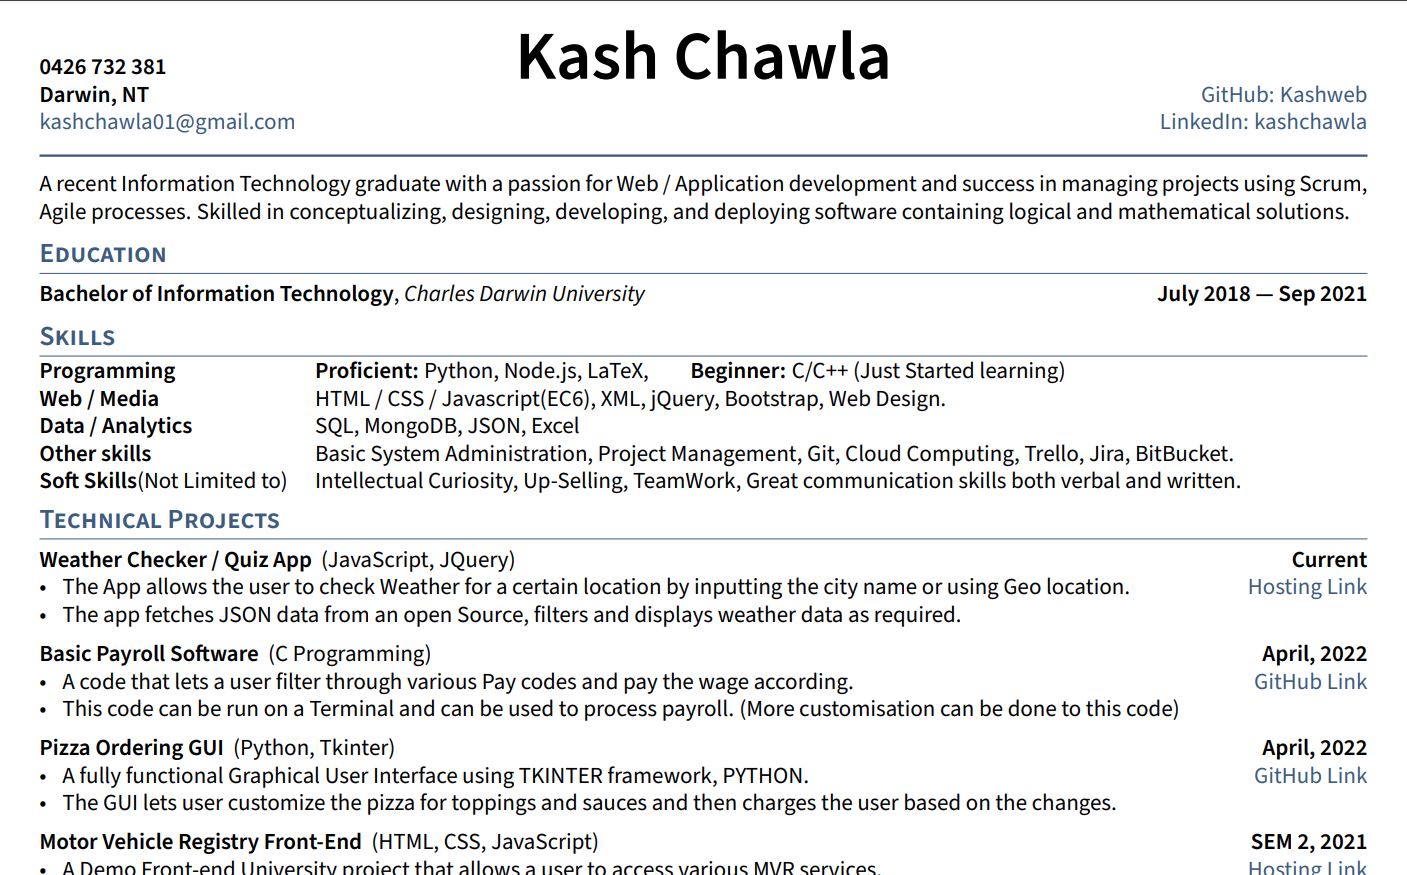 Kash Chawla
0426 732 381
Darwin, NT
kashchawla01@gmail.com
GitHub: Kashweb
LinkedIn: kashchawla
A recent Information Technology graduate with a passion for Web / Application development and success in managing projects using Scrum,
Agile processes. Skilled in conceptualizing, designing, developing, and deploying software containing logical and mathematical solutions.
Education
Bachelor of Information Technology, Charles Darwin University July 2018 — Sep 2021
Skills
Programming Proficient: Python, Node.js, LaTeX, Beginner: C/C++ (Just Started learning)
Web / Media HTML / CSS / Javascript(EC6), XML, jQuery, Bootstrap, Web Design.
Data / Analytics SQL, MongoDB, JSON, Excel
Other skills Basic System Administration, Project Management, Git, Cloud Computing, Trello, Jira, BitBucket.
Soft Skills(Not Limited to) Intellectual Curiosity, Up-Selling, TeamWork, Great communication skills both verbal and written.
Technical Projects
Weather Checker / Quiz App (JavaScript, JQuery) Current
• The App allows the user to check Weather for a certain location by inputting the city name or using Geo location. Hosting Link
• The app fetches JSON data from an open Source, filters and displays weather data as required.
Basic Payroll Software (C Programming) April, 2022
• A code that lets a user filter through various Pay codes and pay the wage according. GitHub Link
• This code can be run on a Terminal and can be used to process payroll. (More customisation can be done to this code)
Pizza Ordering GUI (Python, Tkinter) April, 2022
• A fully functional Graphical User Interface using TKINTER framework, PYTHON. GitHub Link
• The GUI lets user customize the pizza for toppings and sauces and then charges the user based on the changes.
Motor Vehicle Registry Front-End (HTML, CSS, JavaScript) SEM 2, 2021
• A Demo Front-end University project that allows a user to access various MVR services. Hosting Link